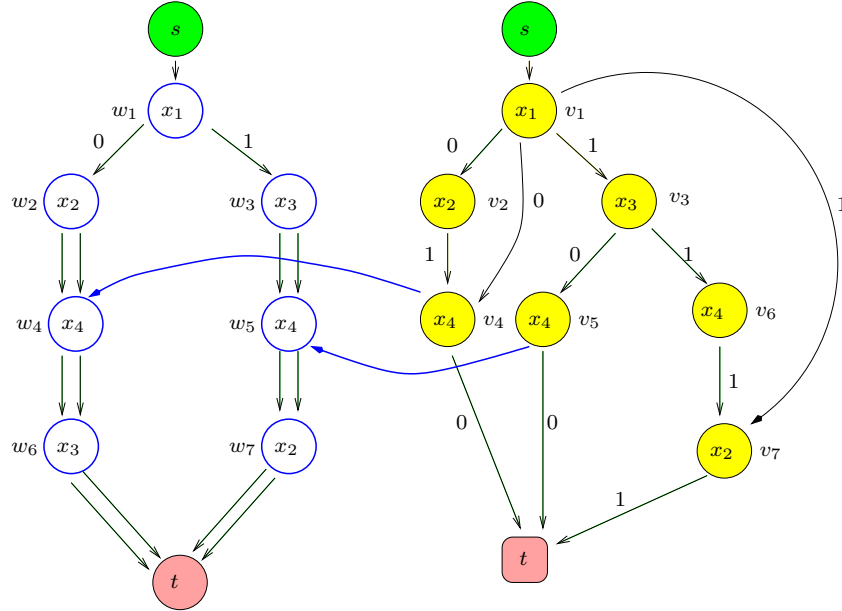 s s
w₁ x₁ x₁ v₁
0 1 0 1
w₂ x₂ w₃ x₃ x₂ v₂ 0 x₃ v₃ 1
1 0 1
w₄ x₄ w₅ x₄ x₄ v₄ x₄ v₅ x₄ v₆
1
0 0
w₆ x₃ w₇ x₂ x₂ v₇
1
t t